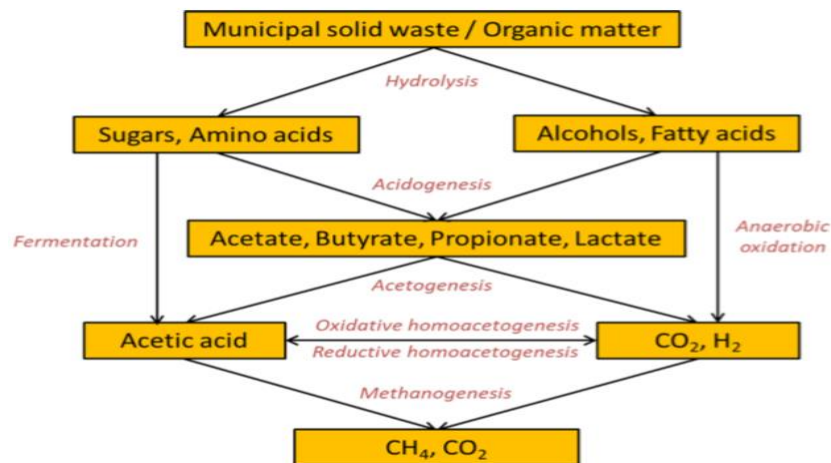 Municipal solid waste / Organic matter
Hydrolysis
Sugars, Amino acids
Alcohols, Fatty acids
Acidogenesis
Fermentation
Acetate, Butyrate, Propionate, Lactate
Anaerobic
oxidation
Acetogenesis
Acetic acid
Oxidative homoacetogenesis
Reductive homoacetogenesis
CO₂, H₂
Methanogenesis
CH₄, CO₂